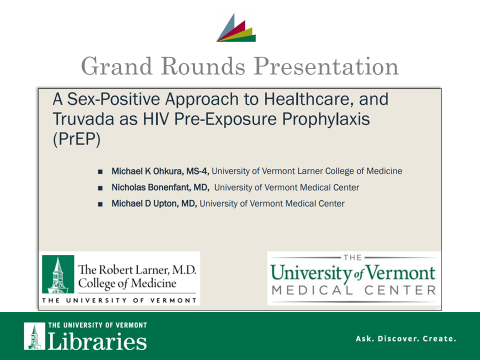 Grand Rounds Presentation
A Sex-Positive Approach to Healthcare, and
Truvada as HIV Pre-Exposure Prophylaxis
(PrEP)
■ Michael K Ohkura, MS-4, University of Vermont Larner College of Medicine
■ Nicholas Bonenfant, MD, University of Vermont Medical Center
■ Michael D Upton, MD, University of Vermont Medical Center
The Robert Larner, M.D.
College of Medicine
THE UNIVERSITY OF VERMONT
THE
University of Vermont
MEDICAL CENTER
THE UNIVERSITY OF VERMONT
Libraries
Ask. Discover. Create.